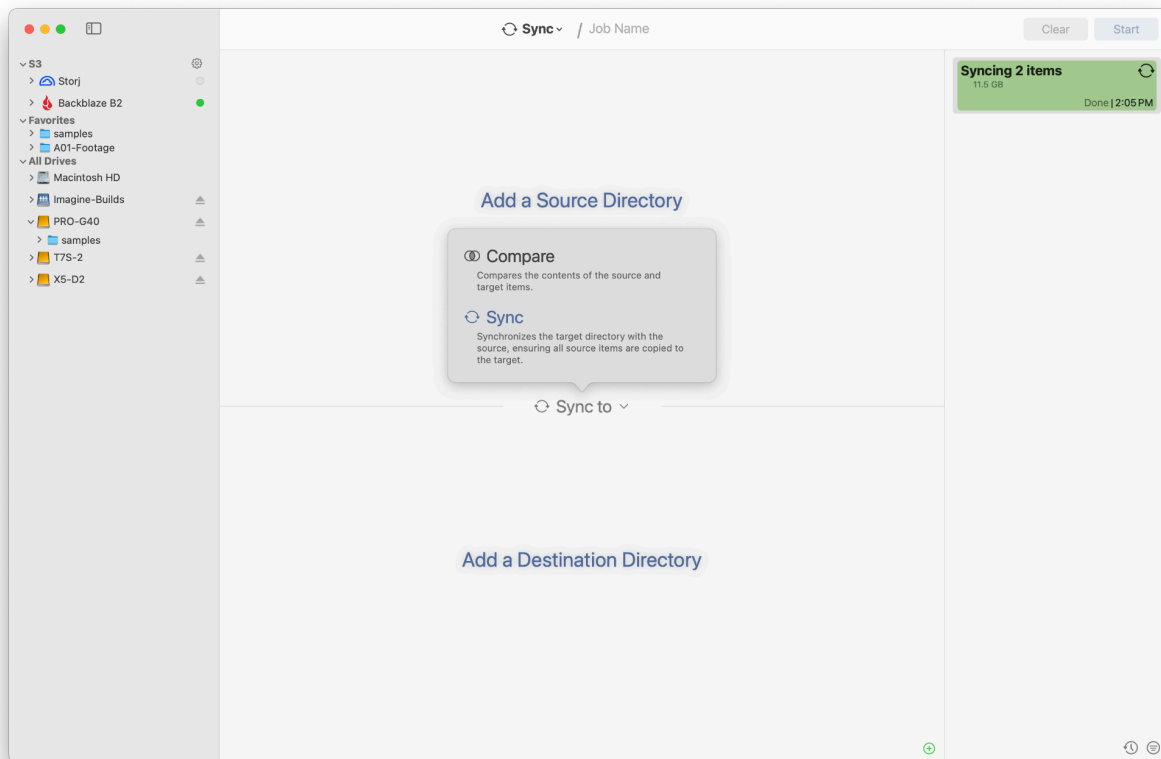 Sync
/ Job Name
Clear
Start
S3
Storj
Backblaze B2
Favorites
samples
A01-Footage
All Drives
Macintosh HD
Imagine-Builds
PRO-G40
samples
T7S-2
X5-D2
Add a Source Directory
Compare
Compares the contents of the source and
target items.
Sync
Synchronizes the target directory with the
source, ensuring all source items are copied to
the target.
Sync to
Add a Destination Directory
Syncing 2 items
11.5 GB
Done | 2:05 PM